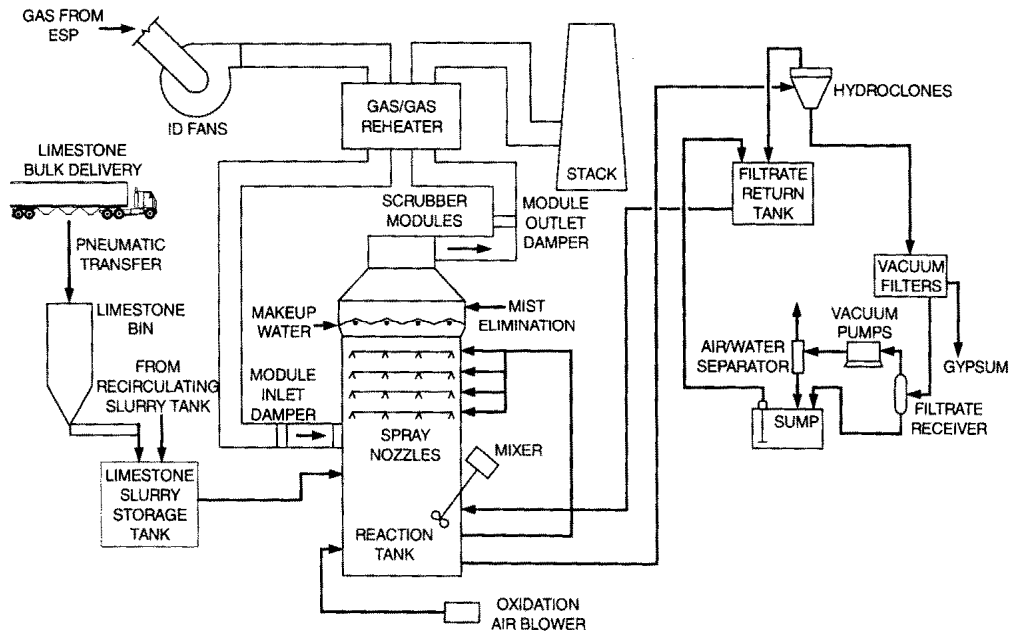 GAS FROM
ESP
ID FANS
GAS/GAS
REHEATER
STACK
HYDROCLONES
LIMESTONE
BULK DELIVERY
SCRUBBER
MODULES
MODULE
OUTLET
DAMPER
FILTRATE
RETURN
TANK
PNEUMATIC
TRANSFER
VACUUM
FILTERS
LIMESTONE
BIN
MAKEUP
WATER
MIST
ELIMINATION
VACUUM
PUMPS
AIR/WATER
SEPARATOR
GYPSUM
FROM
RECIRCULATING
SLURRY TANK
MODULE
INLET
DAMPER
SPRAY
NOZZLES
SUMP
FILTRATE
RECEIVER
MIXER
LIMESTONE
SLURRY
STORAGE
TANK
REACTION
TANK
OXIDATION
AIR BLOWER